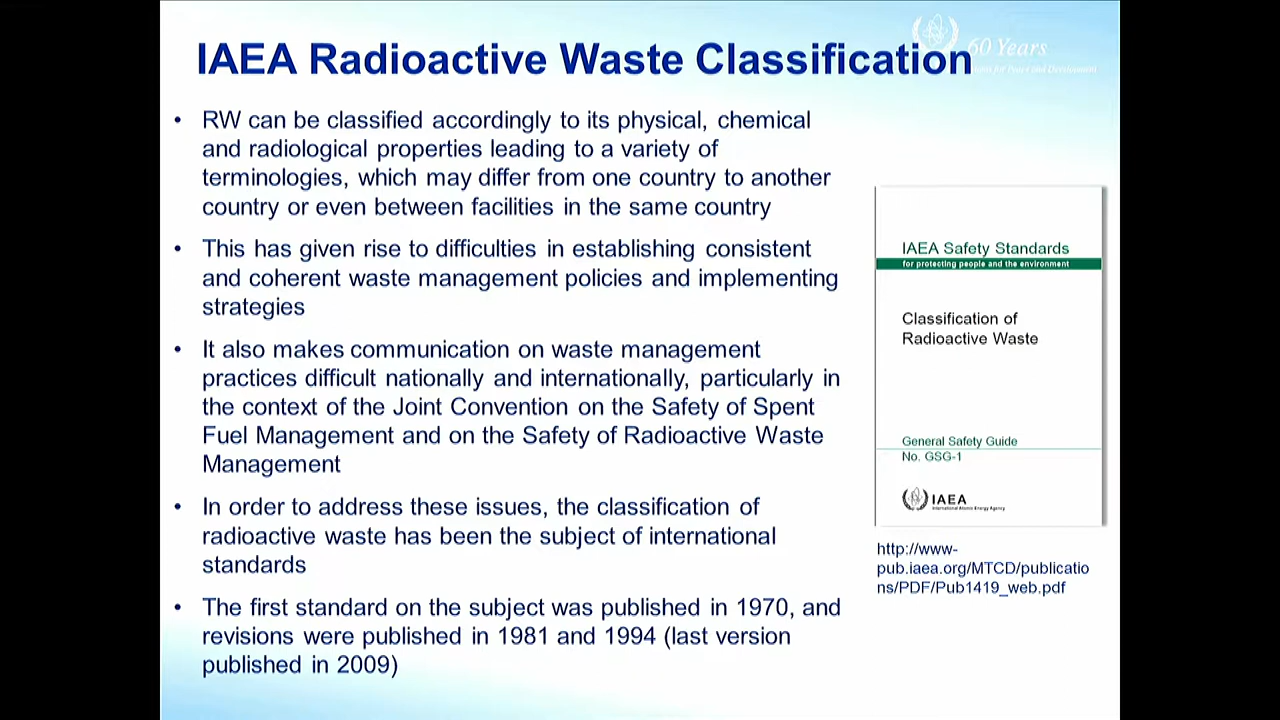 IAEA Radioactive Waste Classification
60 Years
• RW can be classified accordingly to its physical, chemical
and radiological properties leading to a variety of
terminologies, which may differ from one country to another
country or even between facilities in the same country
• This has given rise to difficulties in establishing consistent
and coherent waste management policies and implementing
strategies
• It also makes communication on waste management
practices difficult nationally and internationally, particularly in
the context of the Joint Convention on the Safety of Spent
Fuel Management and on the Safety of Radioactive Waste
Management
• In order to address these issues, the classification of
radioactive waste has been the subject of international
standards
• The first standard on the subject was published in 1970, and
revisions were published in 1981 and 1994 (last version
published in 2009)
IAEA Safety Standards
for protecting people and the environment
Classification of
Radioactive Waste
General Safety Guide
No. GSG-1
IAEA
International Atomic Energy Agency
http://www-
pub.iaea.org/MTCD/publicatio
ns/PDF/Pub1419_web.pdf